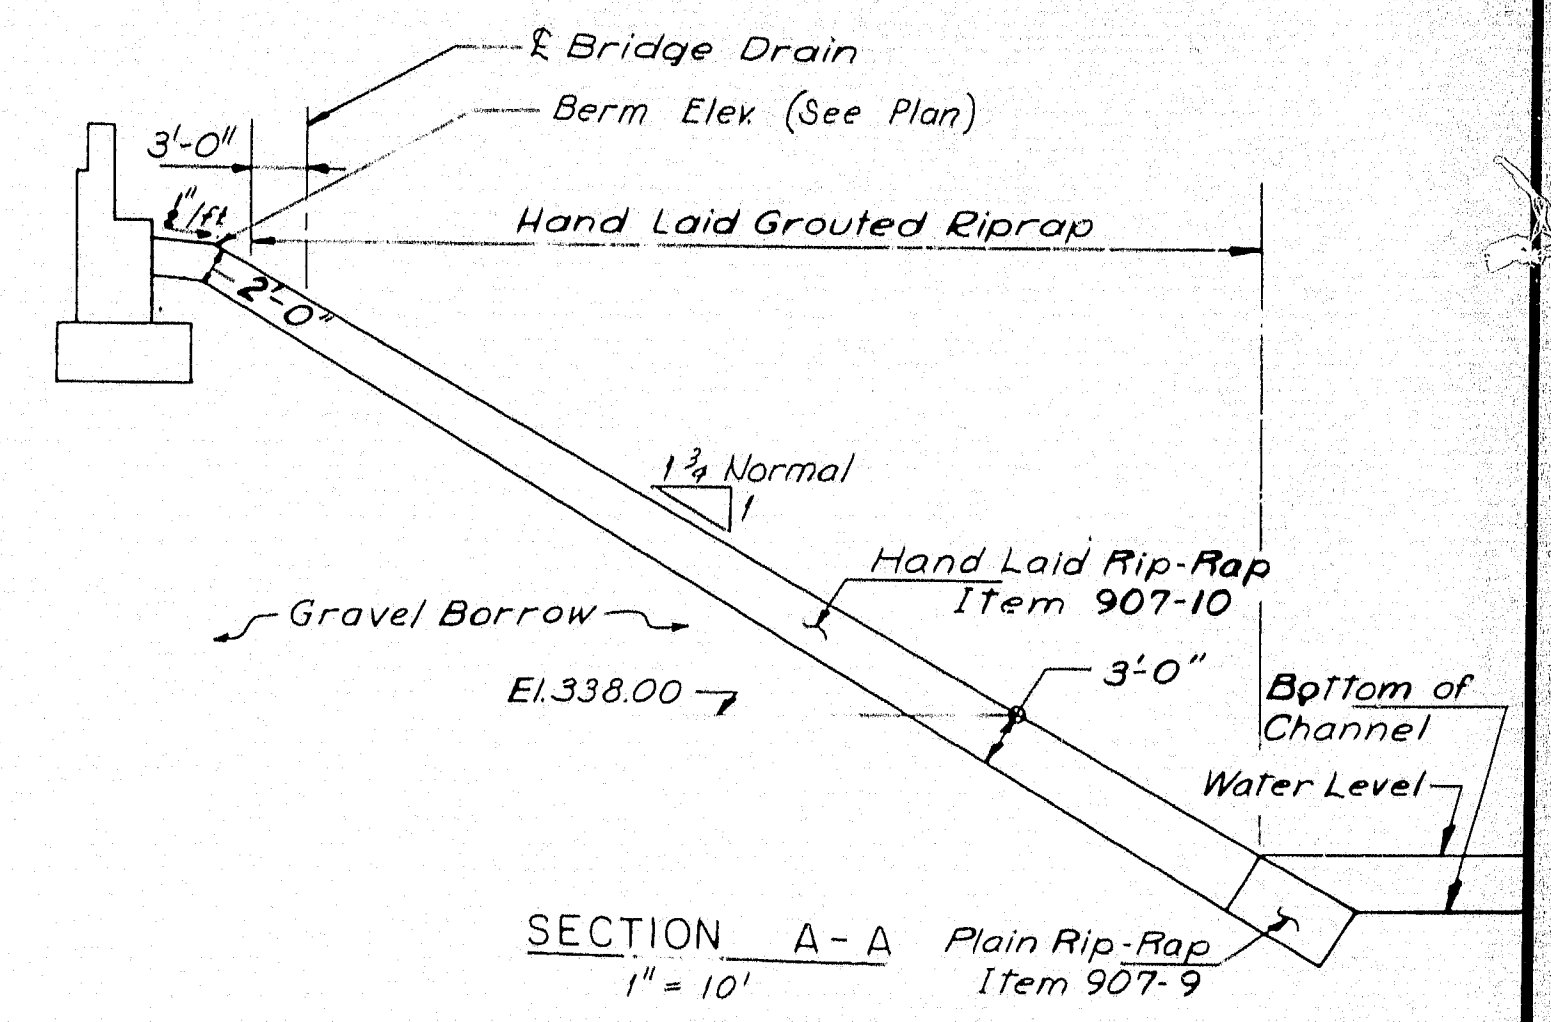 ℄ Bridge Drain
Berm Elev. (See Plan)
3'-0"
1"/ft.
Hand Laid Grouted Riprap
2'-0"
1 3/4 Normal
1
Hand Laid Rip-Rap
Item 907-10
Gravel Borrow
3'-0"
El. 338.00
Bottom of
Channel
Water Level
SECTION A-A
1" = 10'
Plain Rip-Rap
Item 907-9